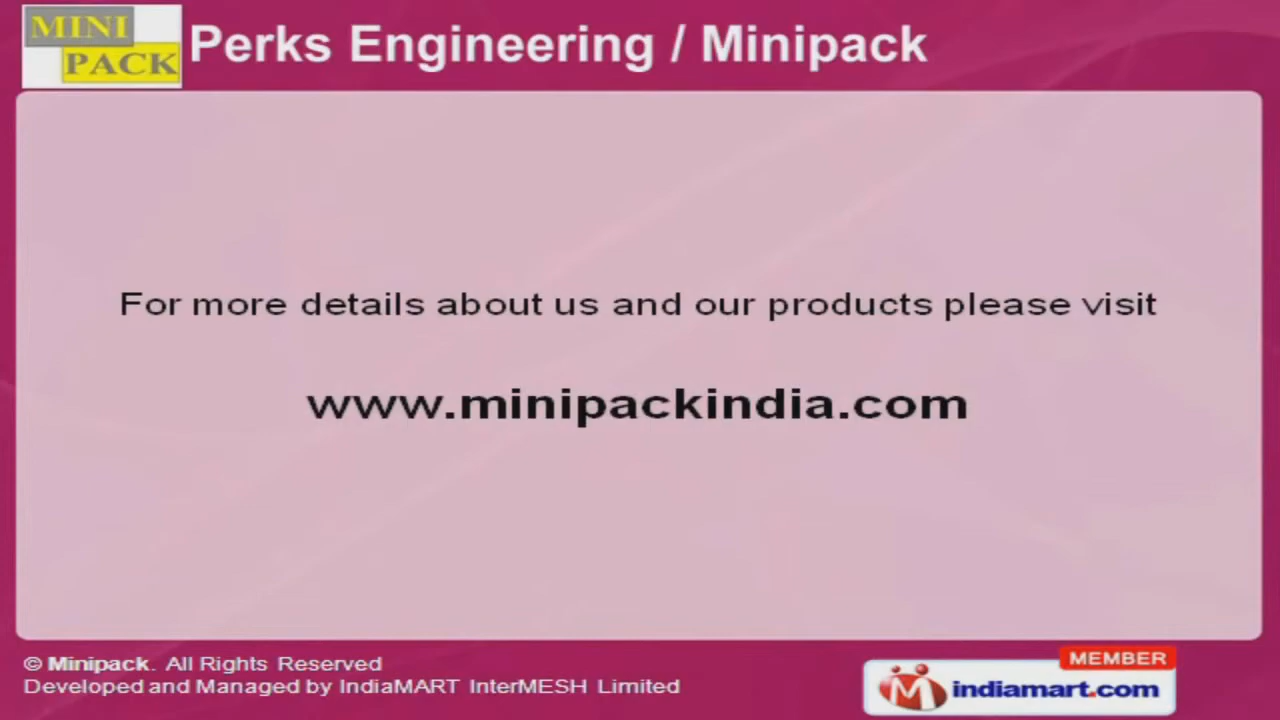 MINI
PACK
Perks Engineering / Minipack
For more details about us and our products please visit
www.minipackindia.com
© Minipack. All Rights Reserved
Developed and Managed by IndiaMART InterMESH Limited
MEMBER
indiamart.com